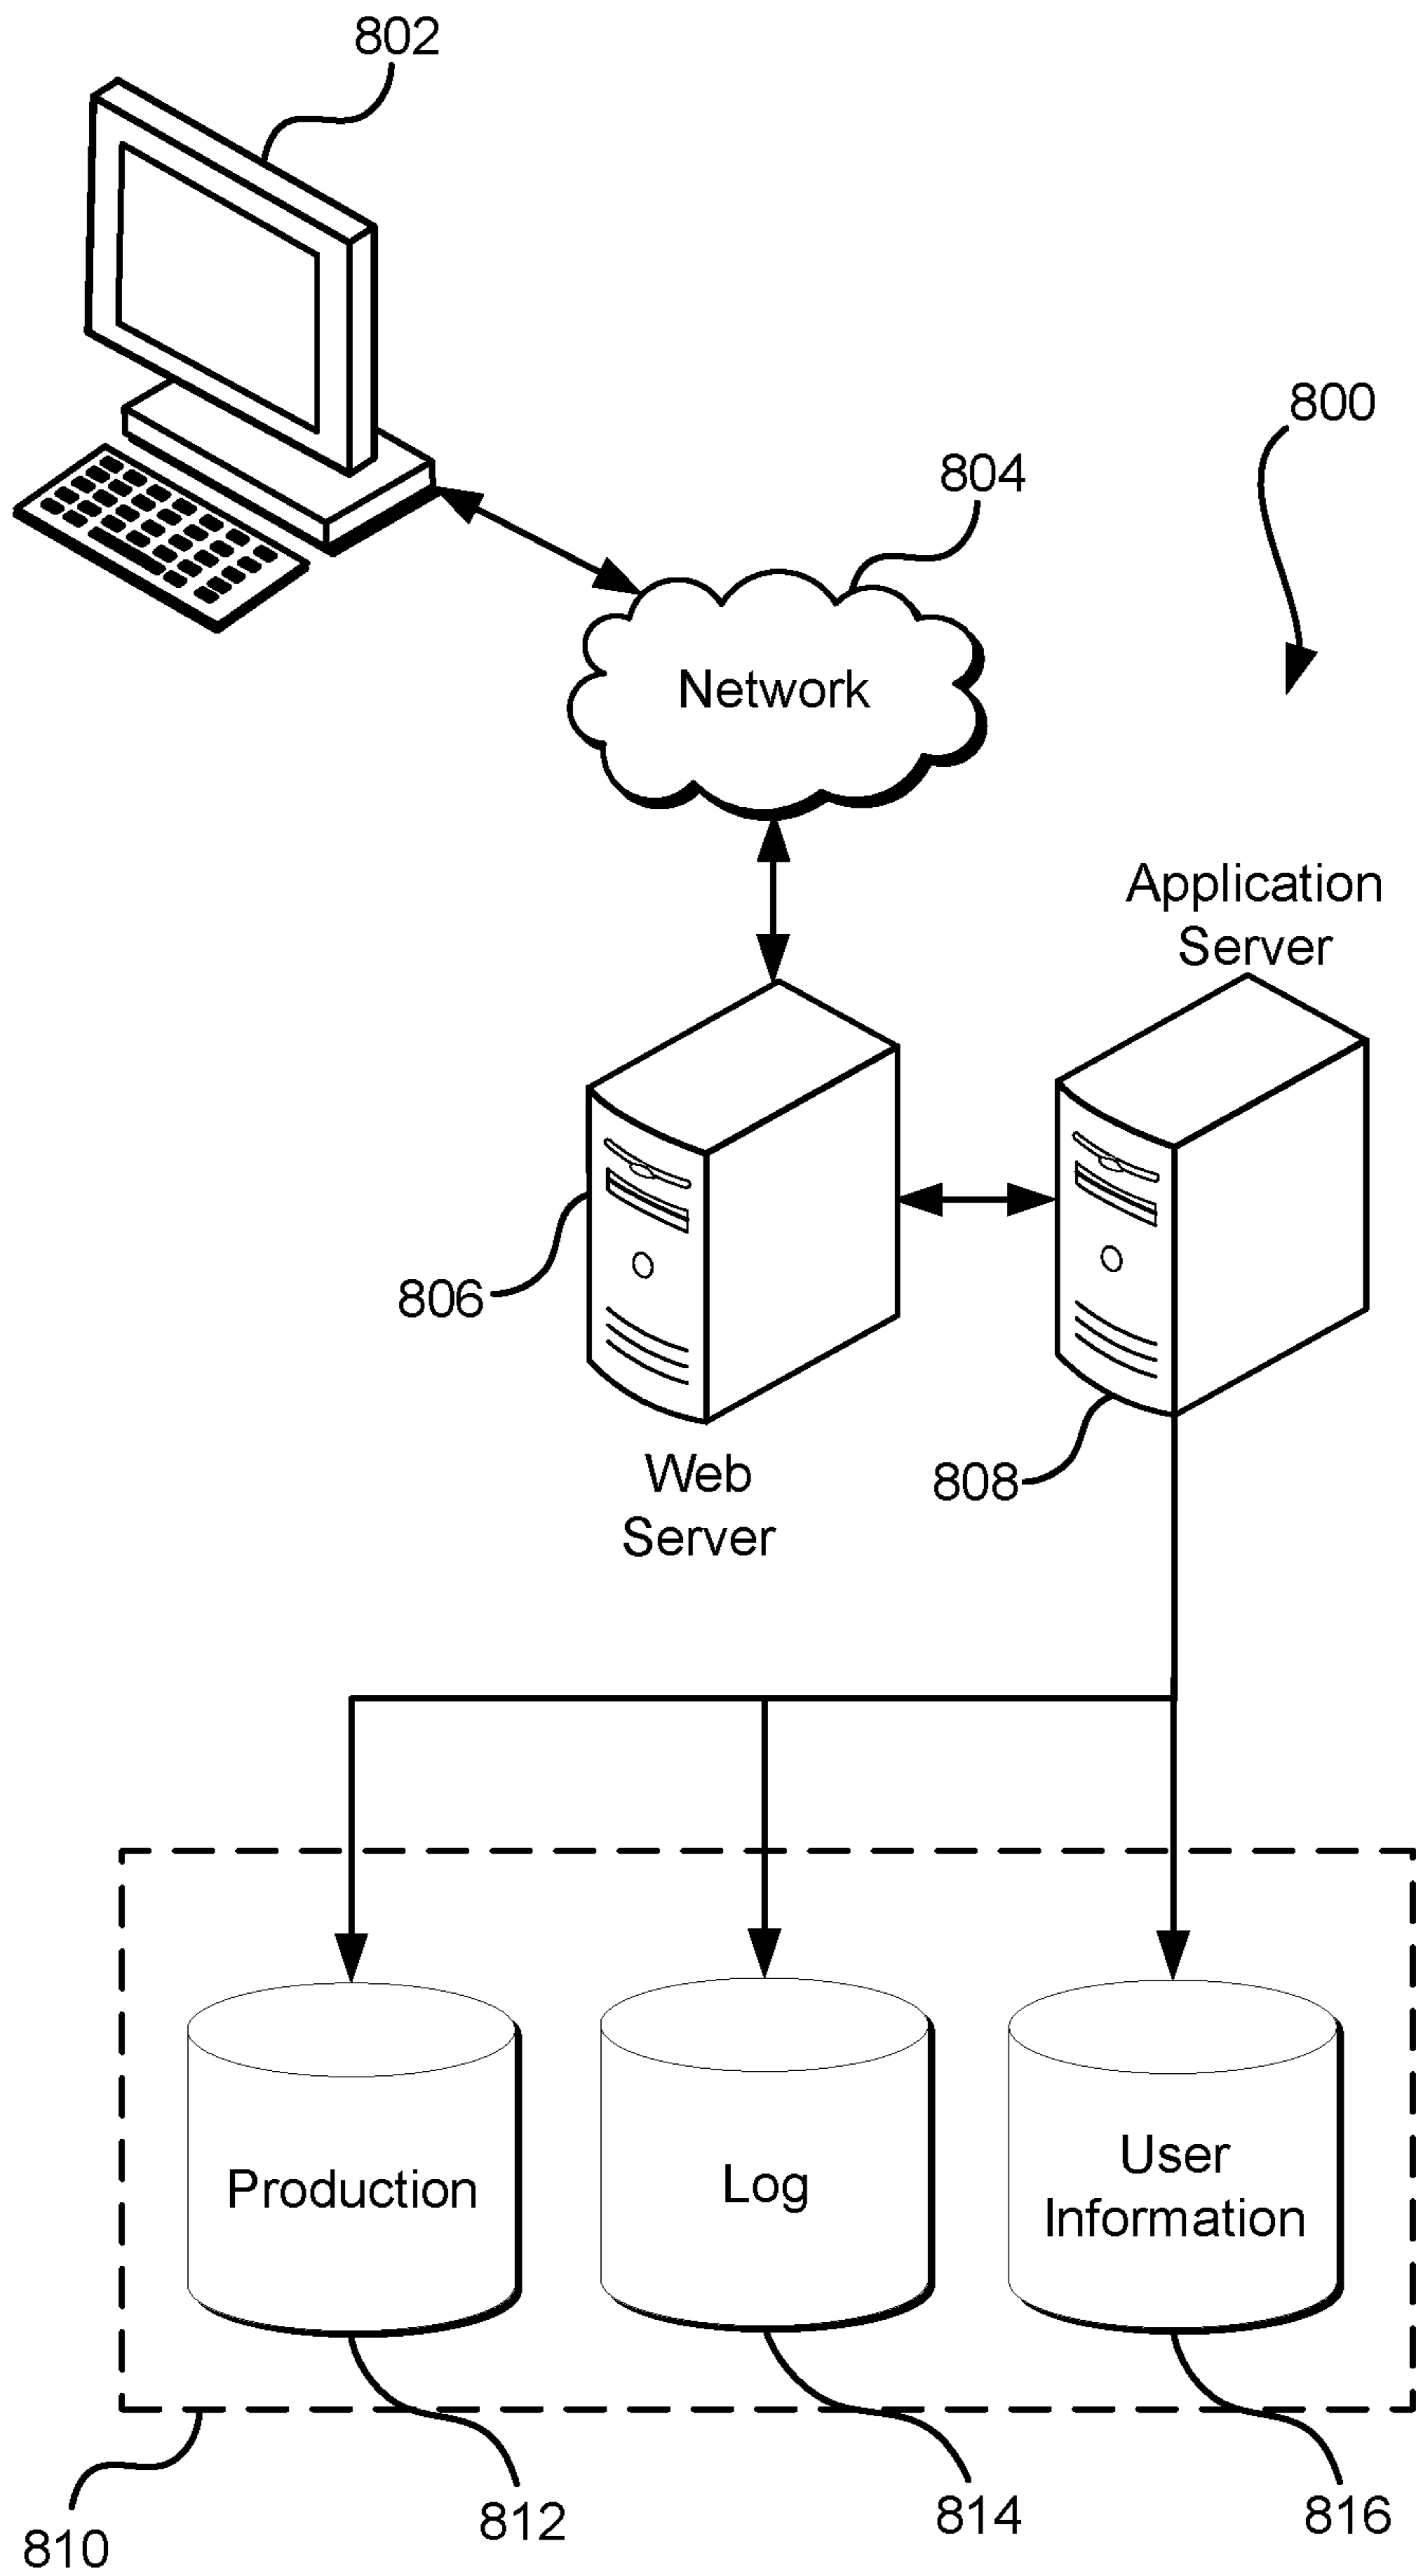 802
800
804
Network
Application
Server
806
Web
Server
808
Production
Log
User
Information
810
812
814
816